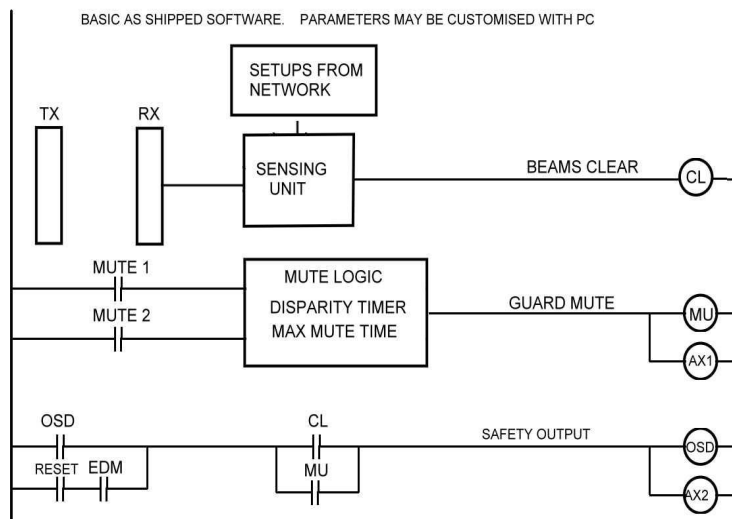 BASIC AS SHIPPED SOFTWARE. PARAMETERS MAY BE CUSTOMISED WITH PC
SETUPS FROM
NETWORK
TX
RX
SENSING
UNIT
BEAMS CLEAR
CL
MUTE 1
MUTE 2
MUTE LOGIC
DISPARITY TIMER
MAX MUTE TIME
GUARD MUTE
MU
AX1
OSD
CL
SAFETY OUTPUT
OSD
RESET
EDM
MU
AX2